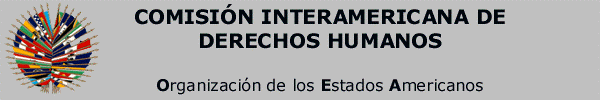 COMISIÓN INTERAMERICANA DE
DERECHOS HUMANOS
Organización de los Estados Americanos